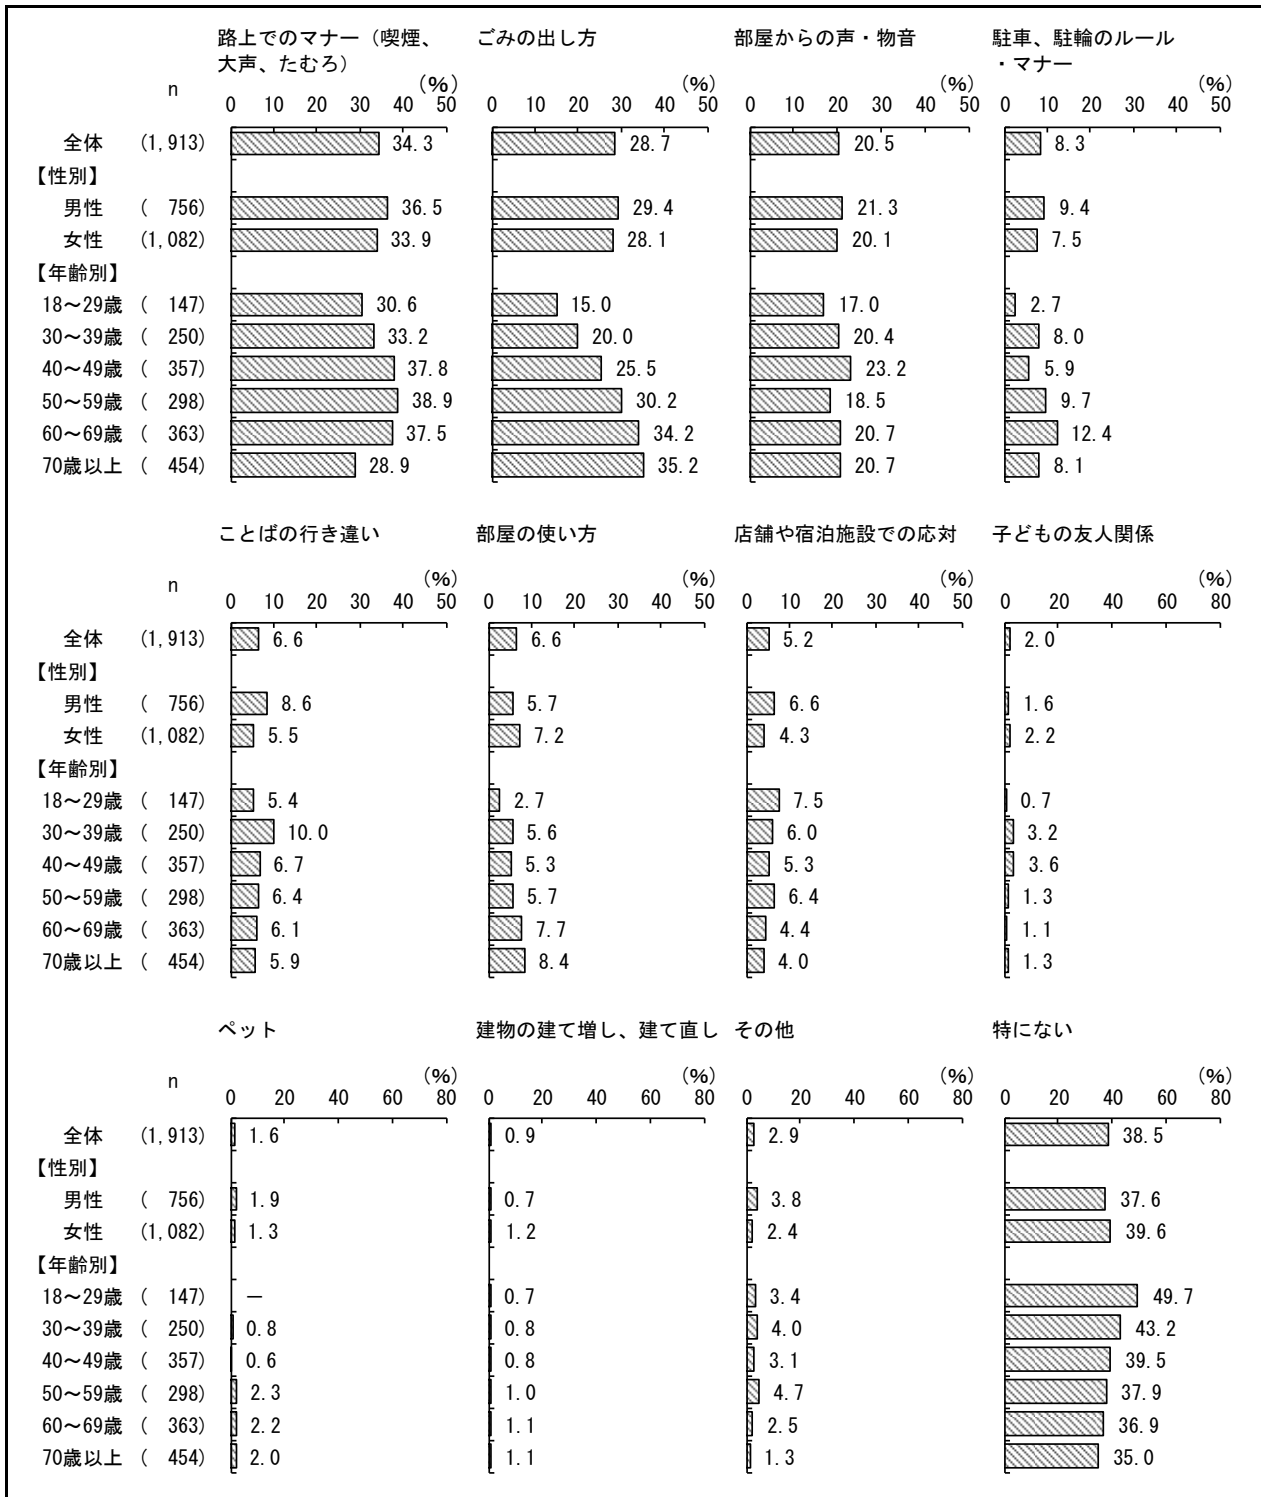 路上でのマナー（喫煙、 ごみの出し方 部屋からの声・物音 駐車、駐輪のルール
大声、たむろ） ・マナー
n (%) (%) (%) (%)
0 10 20 30 40 50 0 10 20 30 40 50 0 10 20 30 40 50 0 10 20 30 40 50
全体 (1,913) 34.3 28.7 20.5 8.3
【性別】
男性 ( 756) 36.5 29.4 21.3 9.4
女性 (1,082) 33.9 28.1 20.1 7.5
【年齢別】
18～29歳 ( 147) 30.6 15.0 17.0 2.7
30～39歳 ( 250) 33.2 20.0 20.4 8.0
40～49歳 ( 357) 37.8 25.5 23.2 5.9
50～59歳 ( 298) 38.9 30.2 18.5 9.7
60～69歳 ( 363) 37.5 34.2 20.7 12.4
70歳以上 ( 454) 28.9 35.2 20.7 8.1
ことばの行き違い 部屋の使い方 店舗や宿泊施設での応対 子どもの友人関係
n (%) (%) (%) (%)
0 10 20 30 40 50 0 10 20 30 40 50 0 10 20 30 40 50 0 20 40 60 80
全体 (1,913) 6.6 6.6 5.2 2.0
【性別】
男性 ( 756) 8.6 5.7 6.6 1.6
女性 (1,082) 5.5 7.2 4.3 2.2
【年齢別】
18～29歳 ( 147) 5.4 2.7 7.5 0.7
30～39歳 ( 250) 10.0 5.6 6.0 3.2
40～49歳 ( 357) 6.7 5.3 5.3 3.6
50～59歳 ( 298) 6.4 5.7 6.4 1.3
60～69歳 ( 363) 6.1 7.7 4.4 1.1
70歳以上 ( 454) 5.9 8.4 4.0 1.3
ペット 建物の建て増し、建て直し その他 特にない
n (%) (%) (%) (%)
0 20 40 60 80 0 20 40 60 80 0 20 40 60 80 0 20 40 60 80
全体 (1,913) 1.6 0.9 2.9 38.5
【性別】
男性 ( 756) 1.9 0.7 3.8 37.6
女性 (1,082) 1.3 1.2 2.4 39.6
【年齢別】
18～29歳 ( 147) － 0.7 3.4 49.7
30～39歳 ( 250) 0.8 0.8 4.0 43.2
40～49歳 ( 357) 0.6 0.8 3.1 39.5
50～59歳 ( 298) 2.3 1.0 4.7 37.9
60～69歳 ( 363) 2.2 1.1 2.5 36.9
70歳以上 ( 454) 2.0 1.1 1.3 35.0